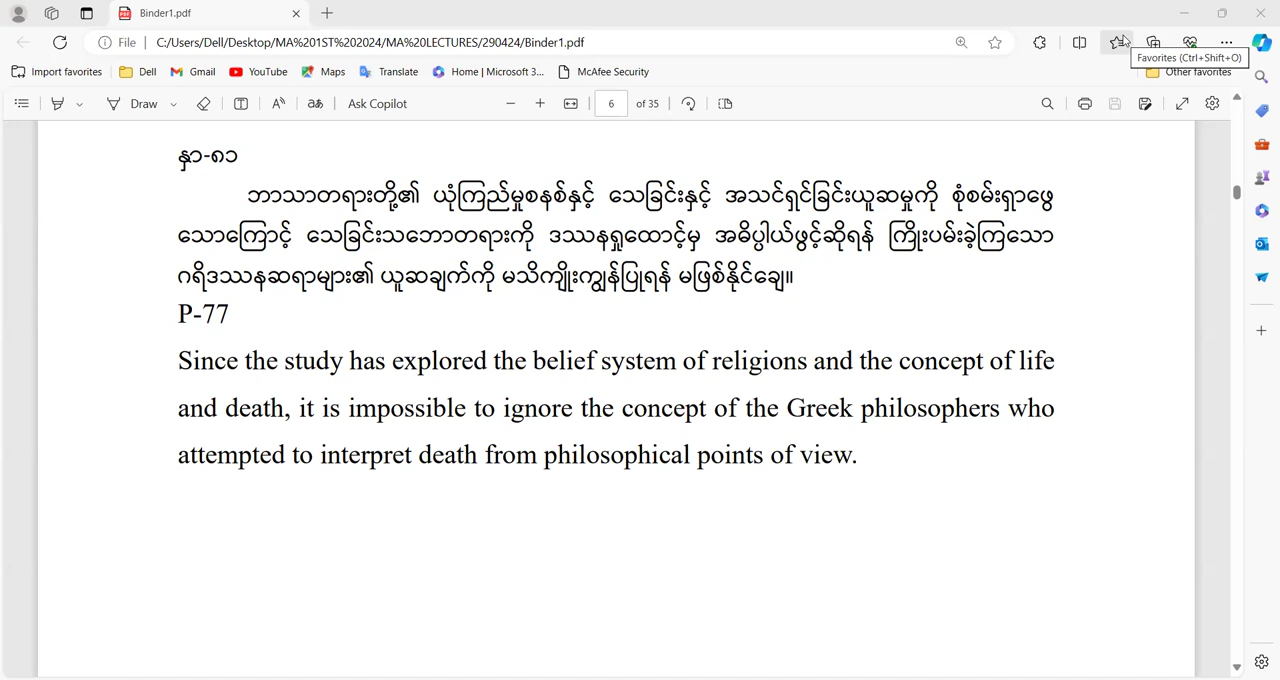 Binder1.pdf
File
C:/Users/Dell/Desktop/MA%201ST%202024/MA%20LECTURES/290424/Binder1.pdf
Favorites (Ctrl+Shift+O)
Import favorites
Dell
Gmail
YouTube
Maps
Translate
Home | Microsoft 3...
McAfee Security
Other favorites
Draw
Ask Copilot
6
of 35
နှာ-၈၁
ဘာသာတရားတို့၏ ယုံကြည်မှုစနစ်နှင့် သေခြင်းနှင့် အသင်ရှင်ခြင်းယူဆမှုကို စုံစမ်းရှာဖွေ
သောကြောင့် သေခြင်းသဘောတရားကို ဒဿနရှုထောင့်မှ အဓိပ္ပါယ်ဖွင့်ဆိုရန် ကြိုးပမ်းခဲ့ကြသော
ဂရိဒဿနဆရာများ၏ ယူဆချက်ကို မသိကျိုးကျွန်ပြုရန် မဖြစ်နိုင်ချေ။
P-77
Since the study has explored the belief system of religions and the concept of life
and death, it is impossible to ignore the concept of the Greek philosophers who
attempted to interpret death from philosophical points of view.